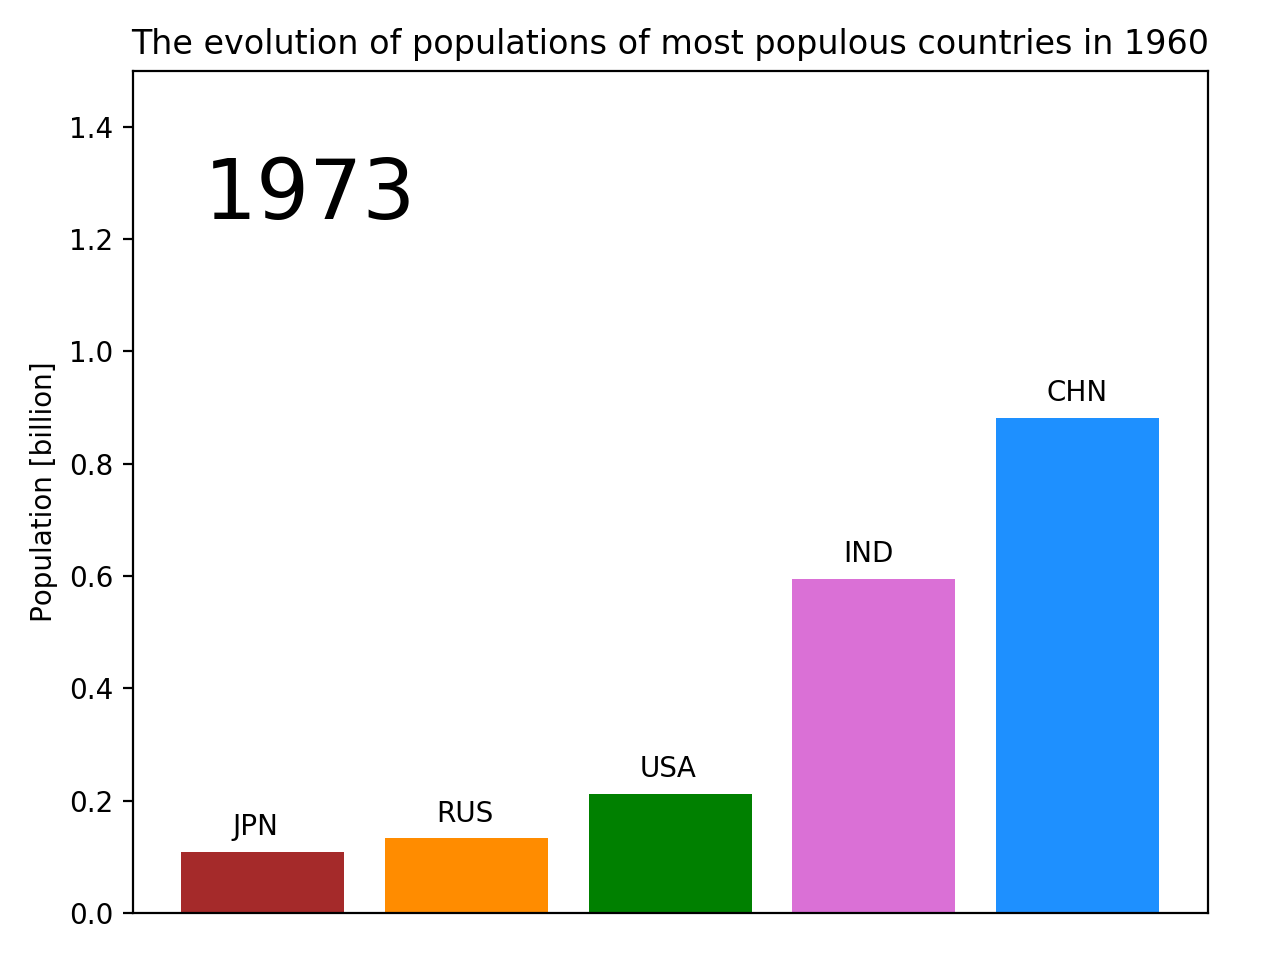 The evolution of populations of most populous countries in 1960
1973
Population [billion]
1.4
1.2
1.0
0.8
0.6
0.4
0.2
0.0
CHN
IND
USA
RUS
JPN